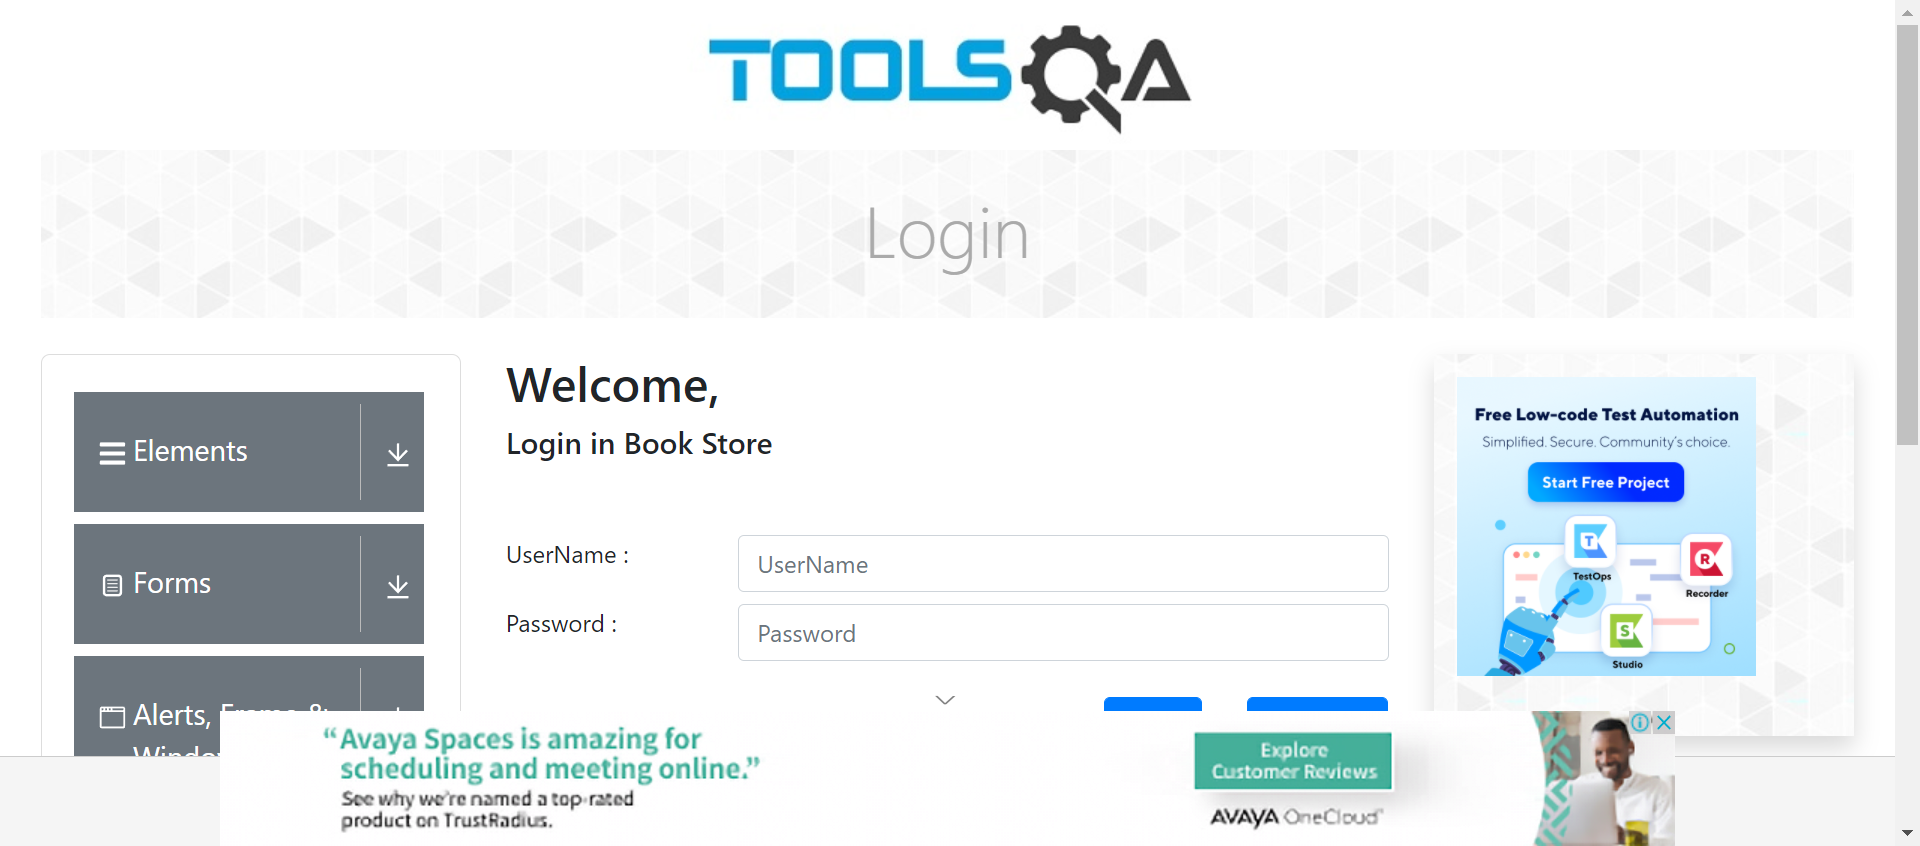 TOOLSQA
Login
Elements
Forms
Alerts, Frame &
Windo
Welcome,
Login in Book Store
UserName :
UserName
Password :
Password
Free Low-code Test Automation
Simplified. Secure. Community's choice.
Start Free Project
TestOps
Recorder
Studio
“Avaya Spaces is amazing for
scheduling and meeting online.”
See why we're named a top-rated
product on TrustRadius.
Explore
Customer Reviews
AVAYA OneCloud